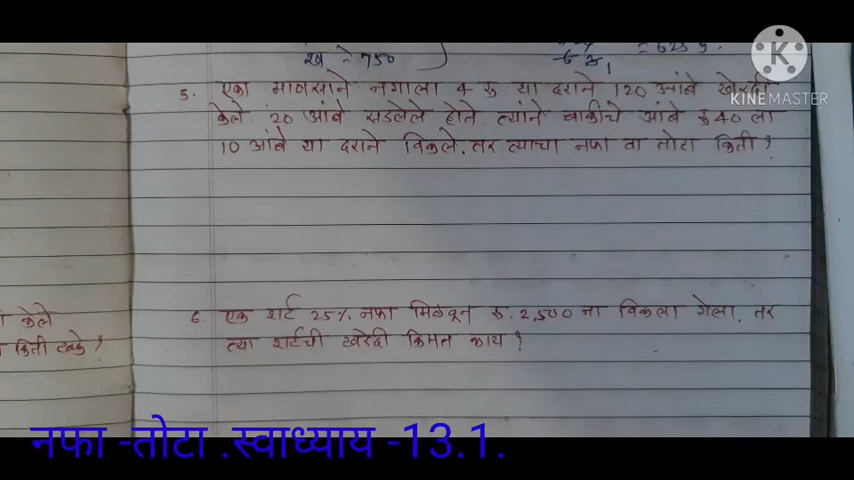 ख = 750
= 625 रु.
KINEMASTER
5. एका माणसाने नगाला 4 रु या दराने 120 आंबे खेरदी
केले 20 आंबे सडलेले होते त्यांने बाकीचे आंबे रु 40 ला
10 आंबे या दराने विकले. तर त्याचा नफा वा तोटा किती ?
केले
किती टक्के ?
6. एक शर्ट 25% नफा मिळवून रु. 2,500 ना विकला गेला. तर
त्या शर्टची खरेदी किंमत काय ?
नफा -तोटा .स्वाध्याय -13.1.